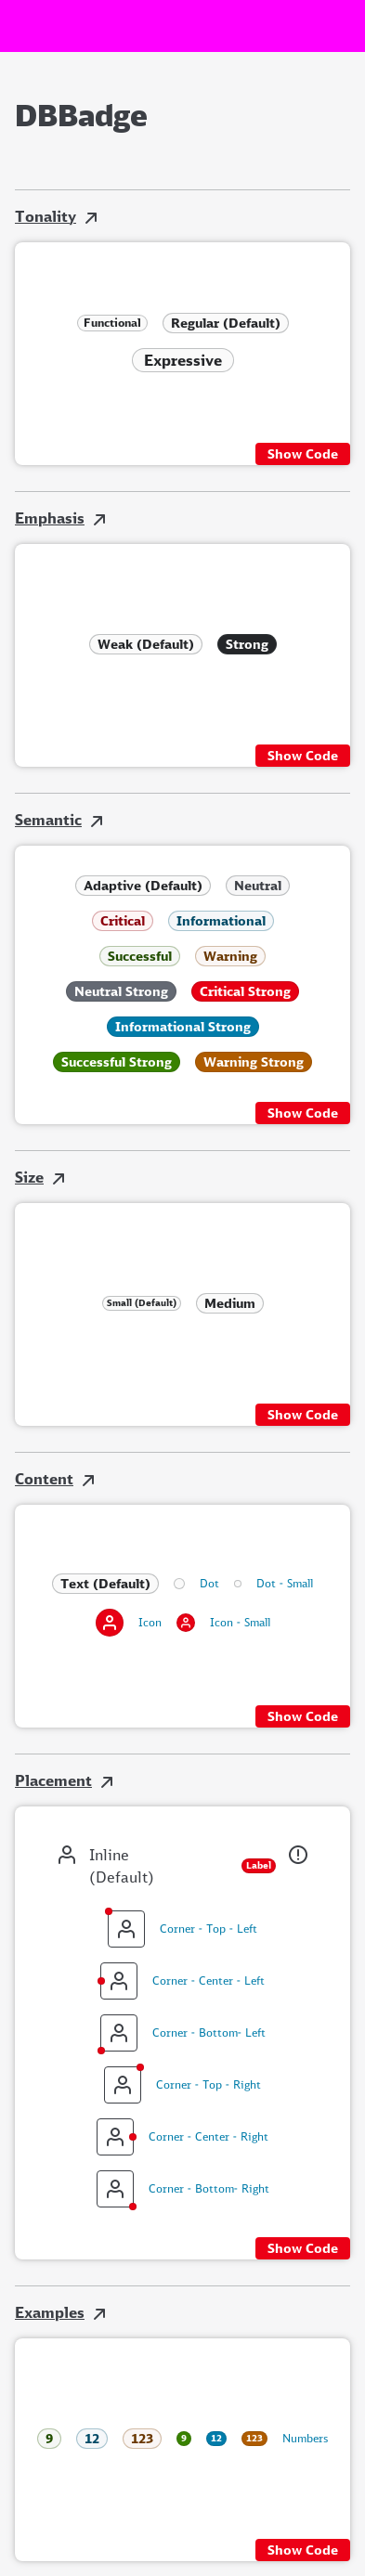 DBBadge
Tonality
Functional Regular (Default)
Expressive
Show Code
Emphasis
Weak (Default) Strong
Show Code
Semantic
Adaptive (Default) Neutral
Critical Informational
Successful Warning
Neutral Strong Critical Strong
Informational Strong
Successful Strong Warning Strong
Show Code
Size
Small (Default) Medium
Show Code
Content
Text (Default) Dot Dot - Small
Icon Icon - Small
Show Code
Placement
Inline
(Default)
Label
Corner - Top - Left
Corner - Center - Left
Corner - Bottom- Left
Corner - Top - Right
Corner - Center - Right
Corner - Bottom- Right
Show Code
Examples
9 12 123 9 12 123 Numbers
Show Code